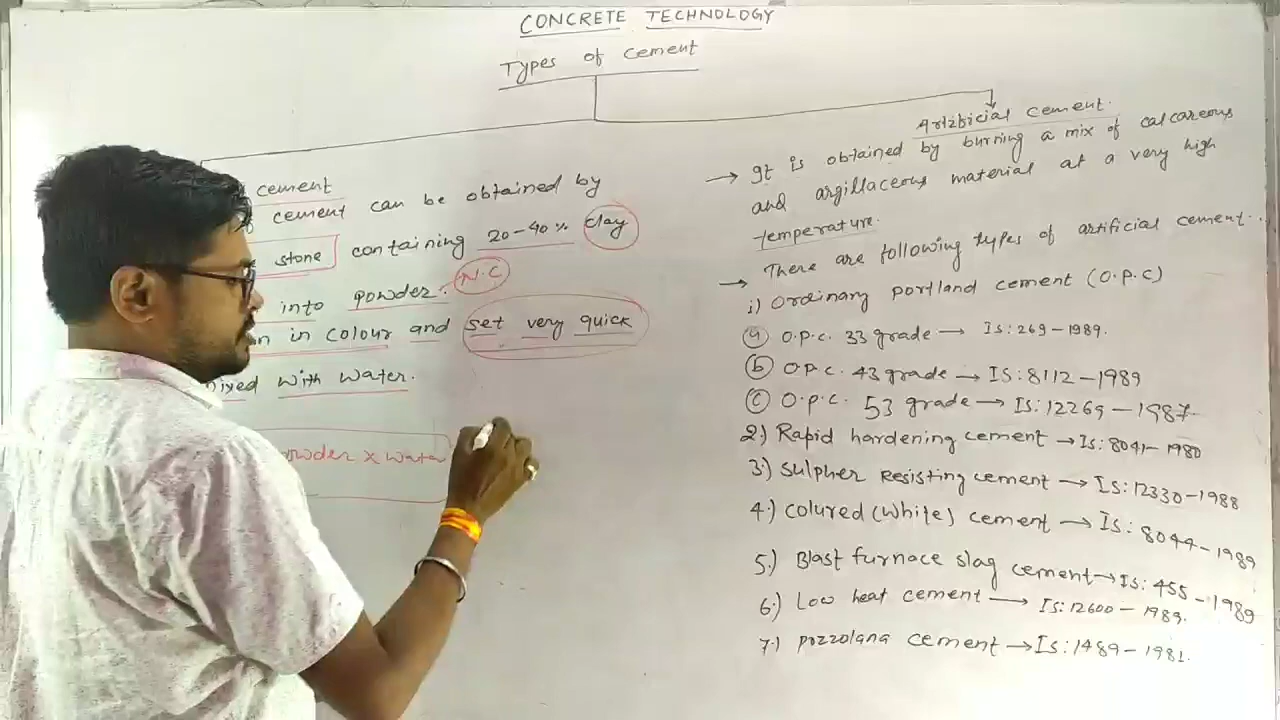 CONCRETE TECHNOLOGY
Types of cement
cement
cement can be obtained by
stone containing 20-40% clay
into powder. N.C
in colour and set very quick
mixed with water.
powder x water
Artificial cement.
→ It is obtained by burning a mix of calcareous
and argillaceous material at a very high
temperature.
→ There are following types of artificial cement..
i) Ordinary portland cement (O.P.C)
(a) O.P.C. 33 grade → IS:269-1989.
(b) O.P.C. 43 grade → IS:8112-1989
(c) O.P.C. 53 grade → IS:12269-1987.
2.) Rapid hardening cement → IS:8041-1980
3.) Sulpher Resisting cement → IS:12330-1988
4.) Colured (White) cement → IS:8044-1989
5.) Blast furnace slag cement → IS:455-1989
6.) Low heat cement → IS:12600-1989.
7.) pozzolana cement → IS:1489-1981.